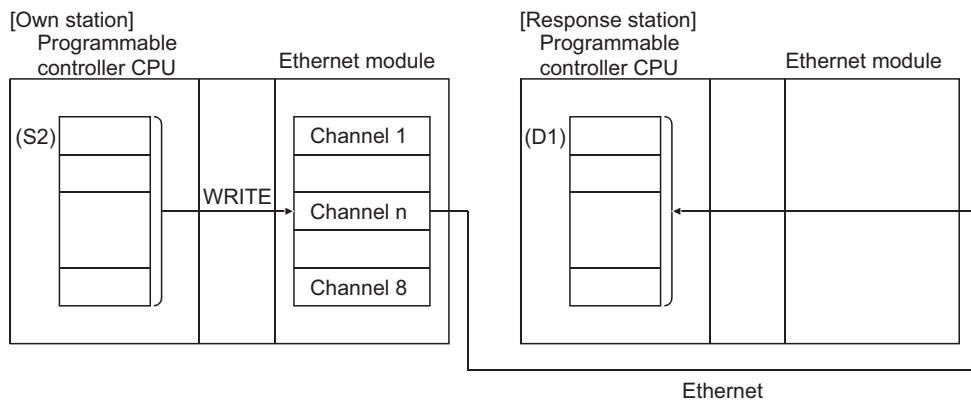 [Own station]
Programmable
controller CPU
Ethernet module
(S2)
WRITE
Channel 1
Channel n
Channel 8
[Response station]
Programmable
controller CPU
Ethernet module
(D1)
Ethernet